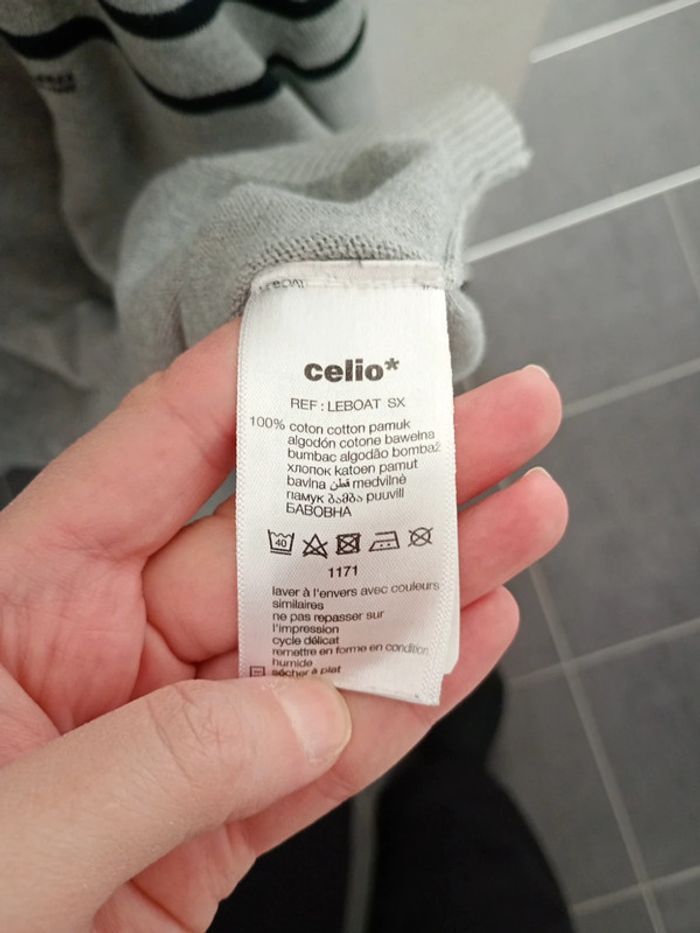 celio*
REF : LEBOAT SX
100% coton cotton pamuk
algodón cotone bawełna
bumbac algodão bombaž
хлопок katoen pamut
bavlna قطن medvilnė
памук ბამბა puuvill
БАВОВНА
40
1171
laver à l'envers avec couleurs
similaires
ne pas repasser sur
l'impression
cycle délicat
remettre en forme en condition
humide
sécher à plat